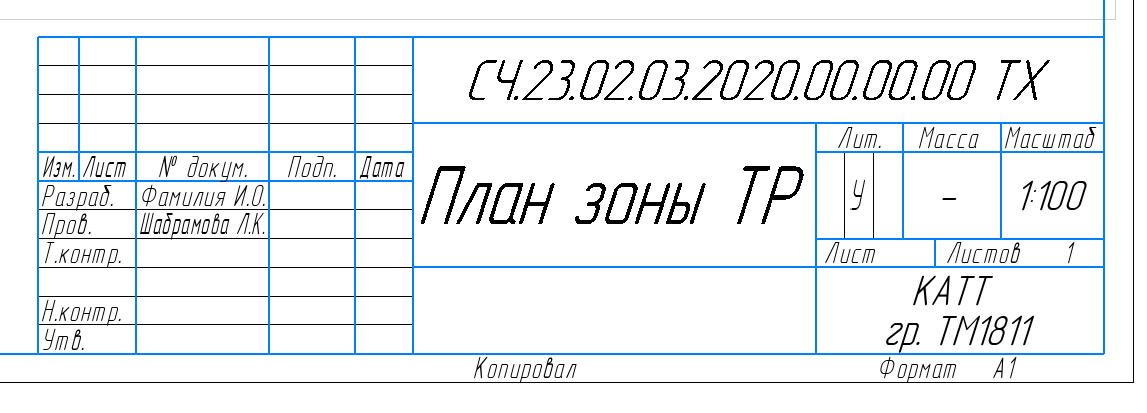 СЧ.23.02.03.2020.00.00.00 ТХ
Изм. Лист № докум. Подп. Дата
Разраб. Фамилия И.О.
Пров. Шабрамова Л.К.
Т.контр.
Н.контр.
Утв.
План зоны ТР
Лит. Масса Масштаб
У – 1:100
Лист Листов 1
КАТТ
гр. ТМ1811
Копировал Формат А1